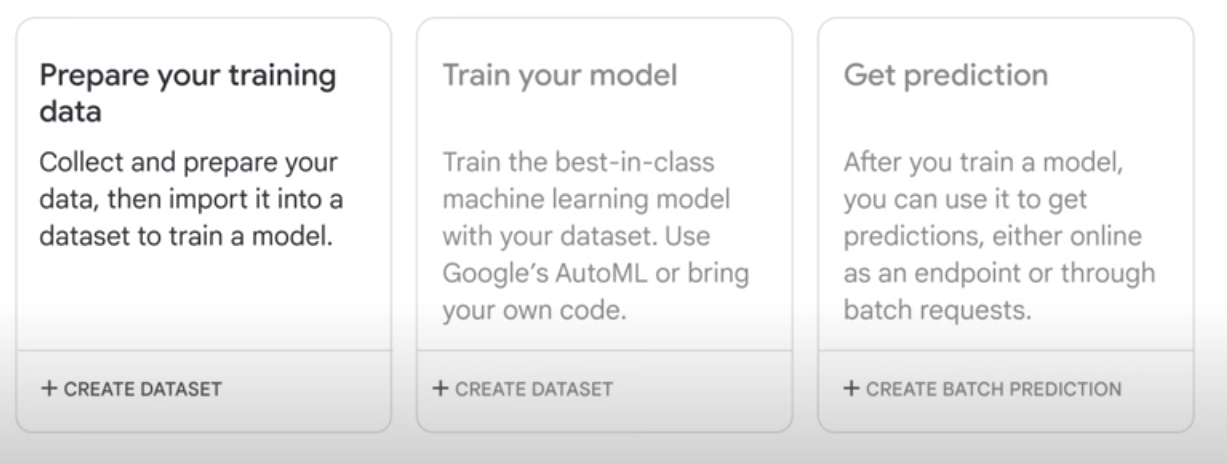 Prepare your training
data
Collect and prepare your
data, then import it into a
dataset to train a model.
+ CREATE DATASET
Train your model
Train the best-in-class
machine learning model
with your dataset. Use
Google's AutoML or bring
your own code.
+ CREATE DATASET
Get prediction
After you train a model,
you can use it to get
predictions, either online
as an endpoint or through
batch requests.
+ CREATE BATCH PREDICTION